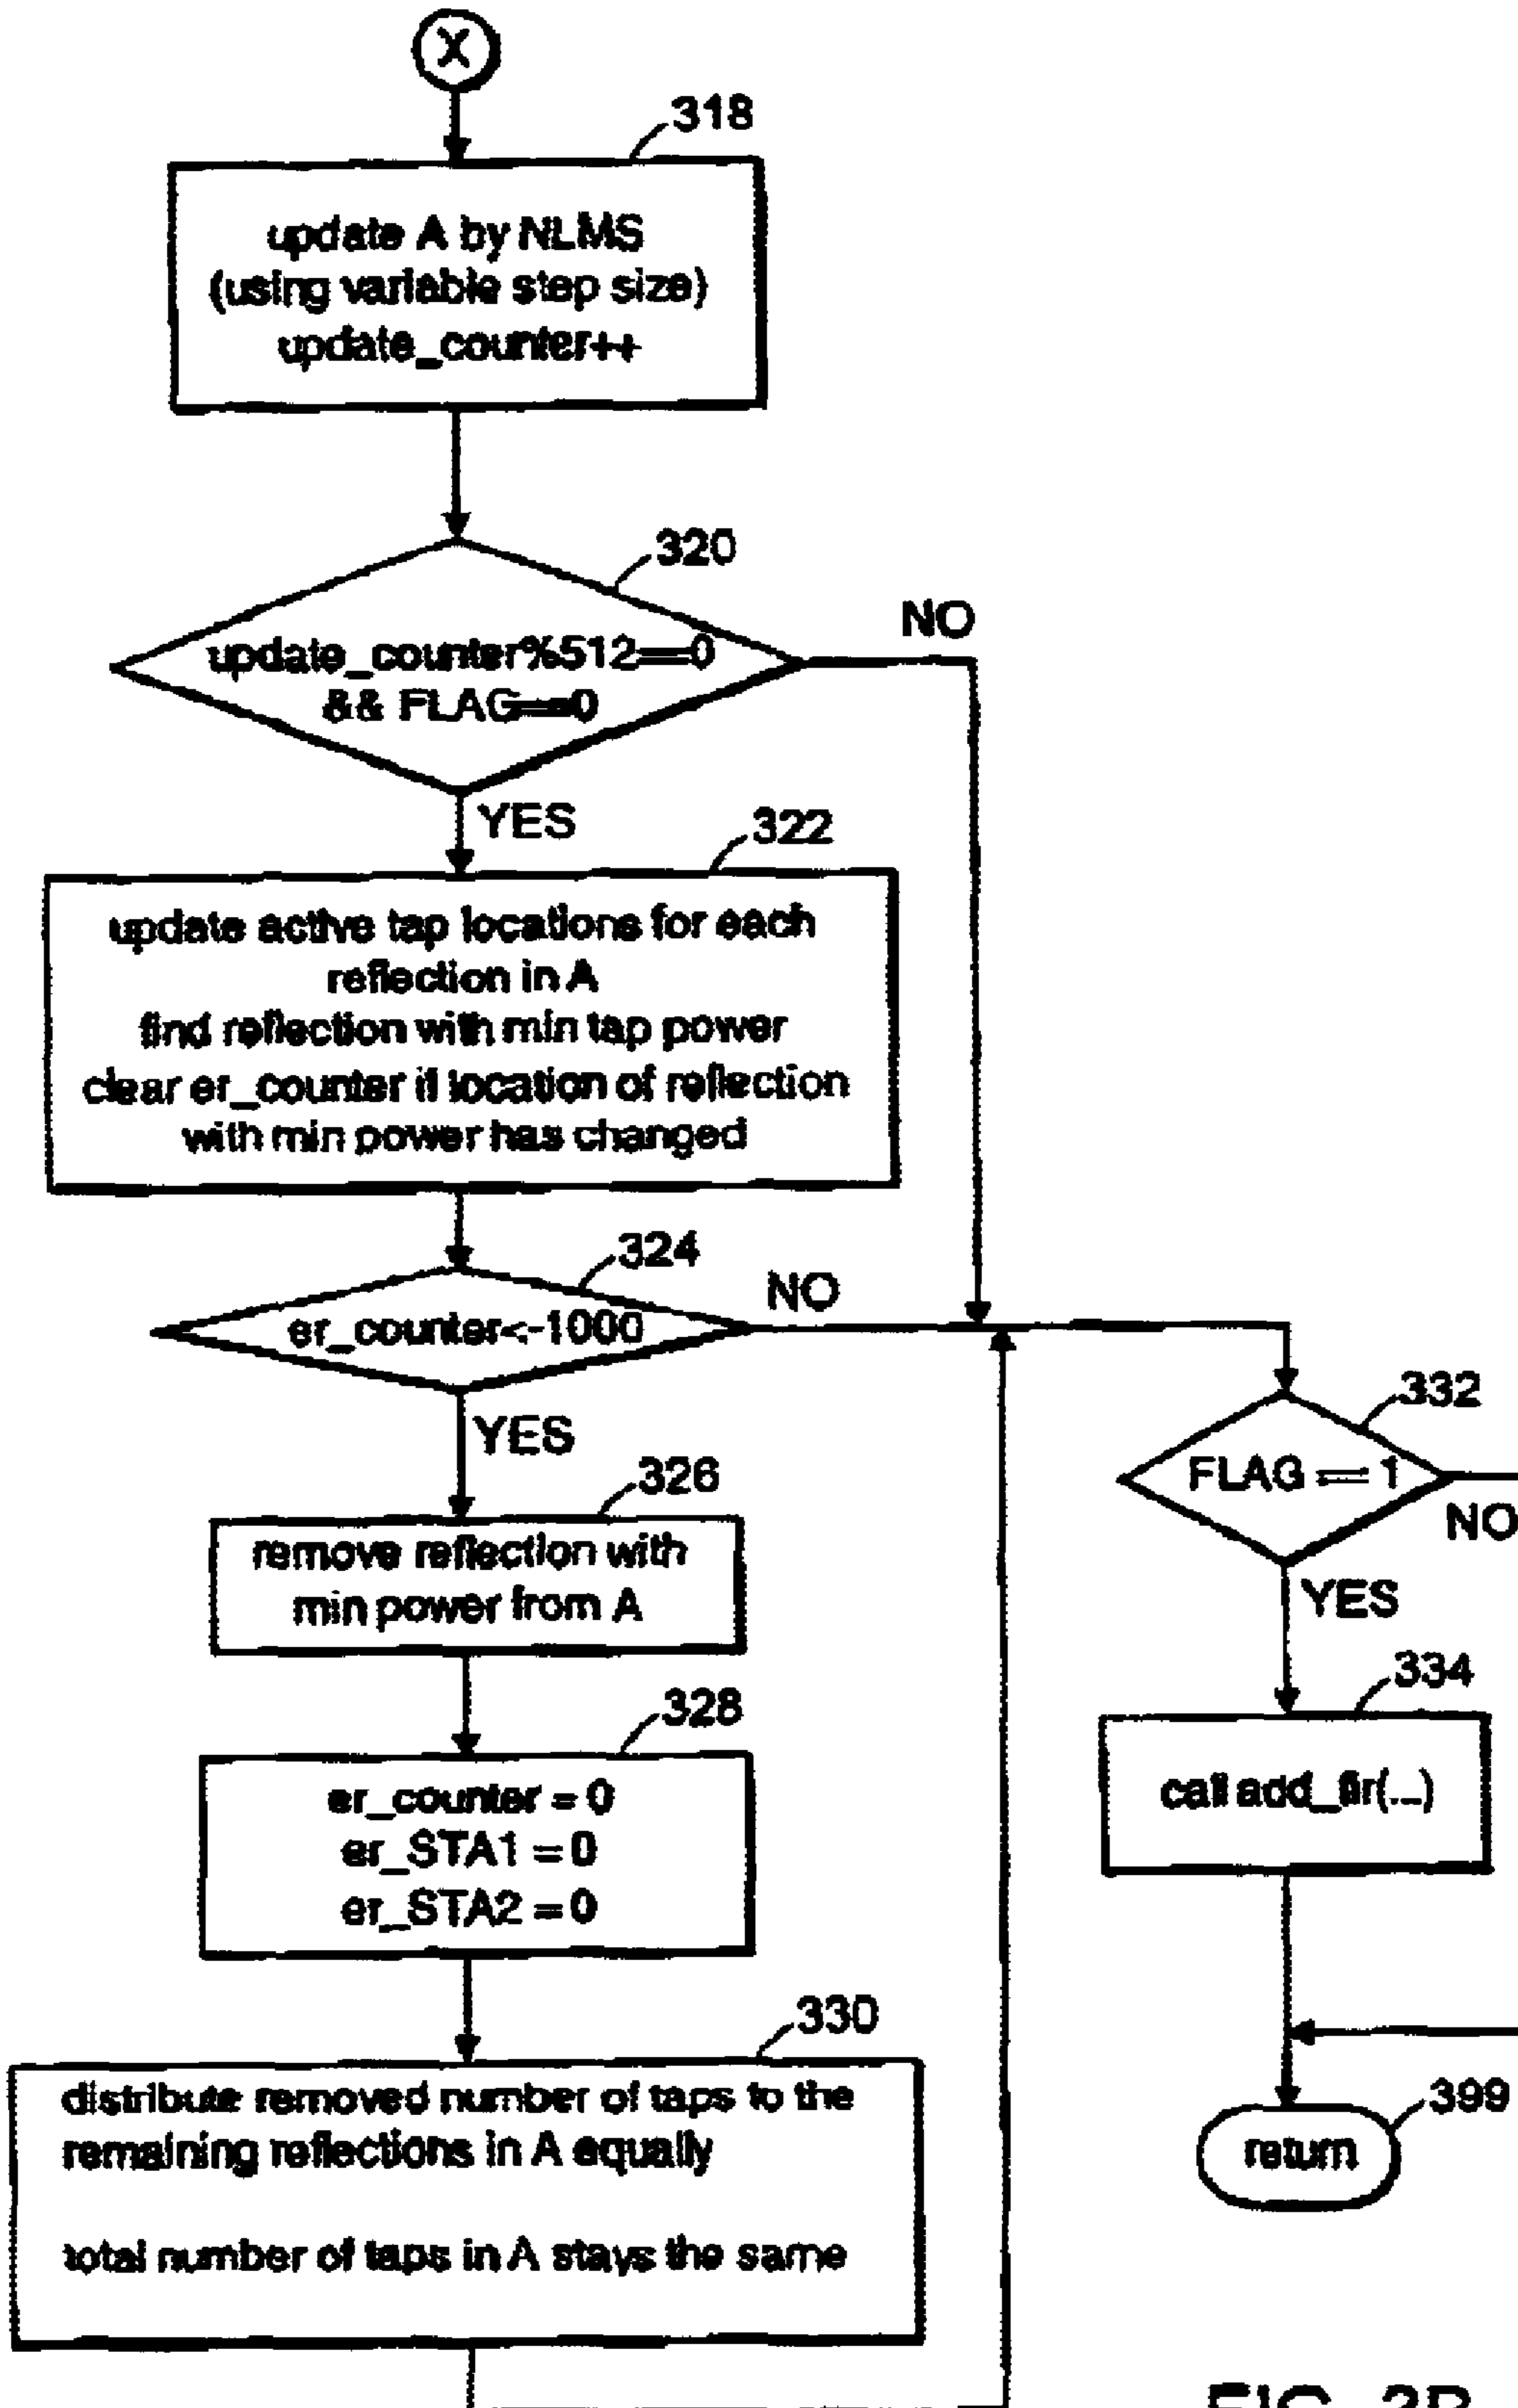 X
318
update A by NLMS
(using variable step size)
update_counter++
320
update_counter%512==0
&& FLAG==0
NO
YES
322
update active tap locations for each
reflection in A
find reflection with min tap power
clear er_counter if location of reflection
with min power has changed
324
er_counter<-1000
NO
YES
326
remove reflection with
min power from A
328
er_counter = 0
er_STA1 = 0
er_STA2 = 0
330
distribute removed number of taps to the
remaining reflections in A equally
total number of taps in A stays the same
332
FLAG == 1
NO
YES
334
call add_fir(...)
399
return